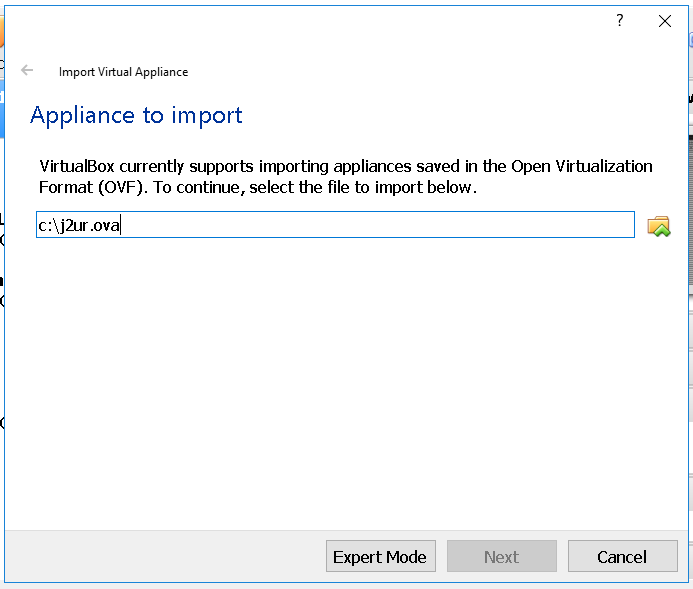 ?
Import Virtual Appliance
Appliance to import
VirtualBox currently supports importing appliances saved in the Open Virtualization
Format (OVF). To continue, select the file to import below.
c:\j2ur.ova
Expert Mode
Next
Cancel